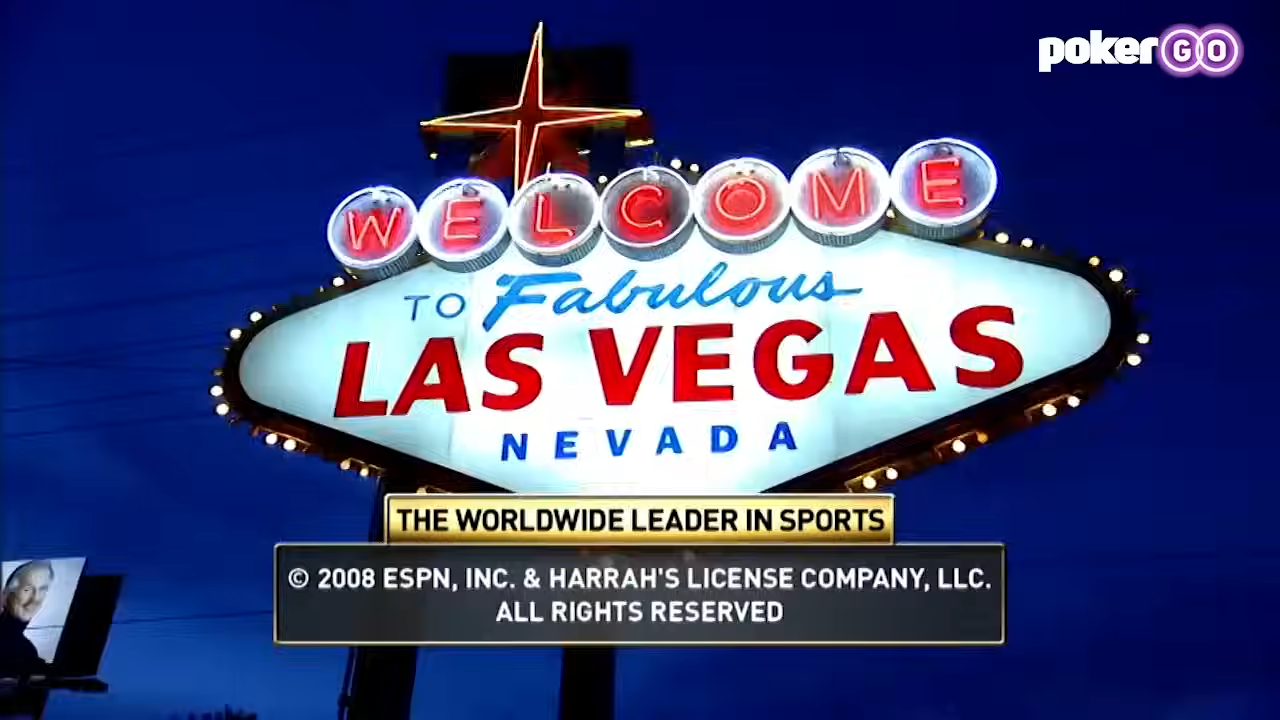 pokerGO
WELCOME
TO Fabulous
LAS VEGAS
NEVADA
THE WORLDWIDE LEADER IN SPORTS
© 2008 ESPN, INC. & HARRAH'S LICENSE COMPANY, LLC.
ALL RIGHTS RESERVED